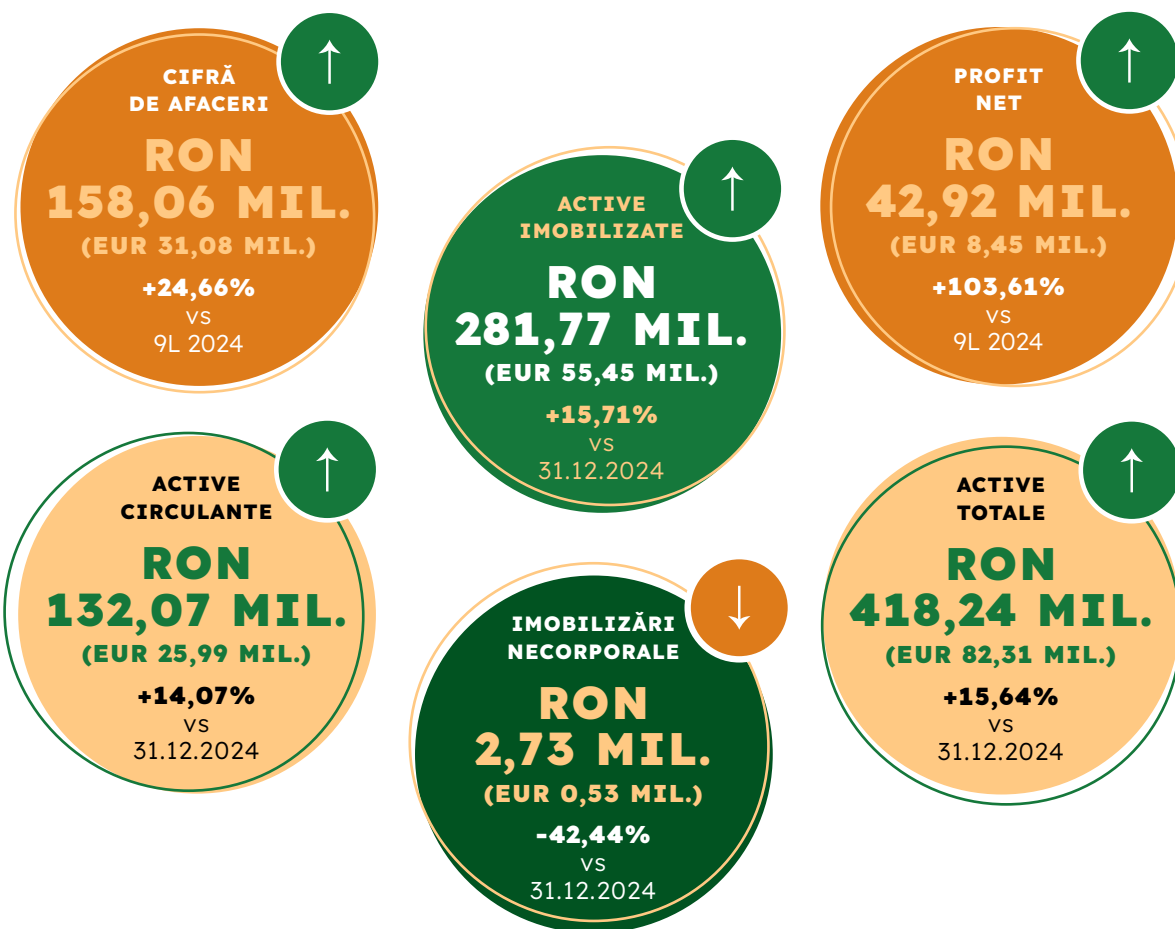 CIFRĂ
DE AFACERI
RON
158,06 MIL.
(EUR 31,08 MIL.)
+24,66%
VS
9L 2024
ACTIVE
IMOBILIZATE
RON
281,77 MIL.
(EUR 55,45 MIL.)
+15,71%
VS
31.12.2024
PROFIT
NET
RON
42,92 MIL.
(EUR 8,45 MIL.)
+103,61%
VS
9L 2024
ACTIVE
CIRCULANTE
RON
132,07 MIL.
(EUR 25,99 MIL.)
+14,07%
VS
31.12.2024
IMOBILIZĂRI
NECORPORALE
RON
2,73 MIL.
(EUR 0,53 MIL.)
-42,44%
VS
31.12.2024
ACTIVE
TOTALE
RON
418,24 MIL.
(EUR 82,31 MIL.)
+15,64%
VS
31.12.2024